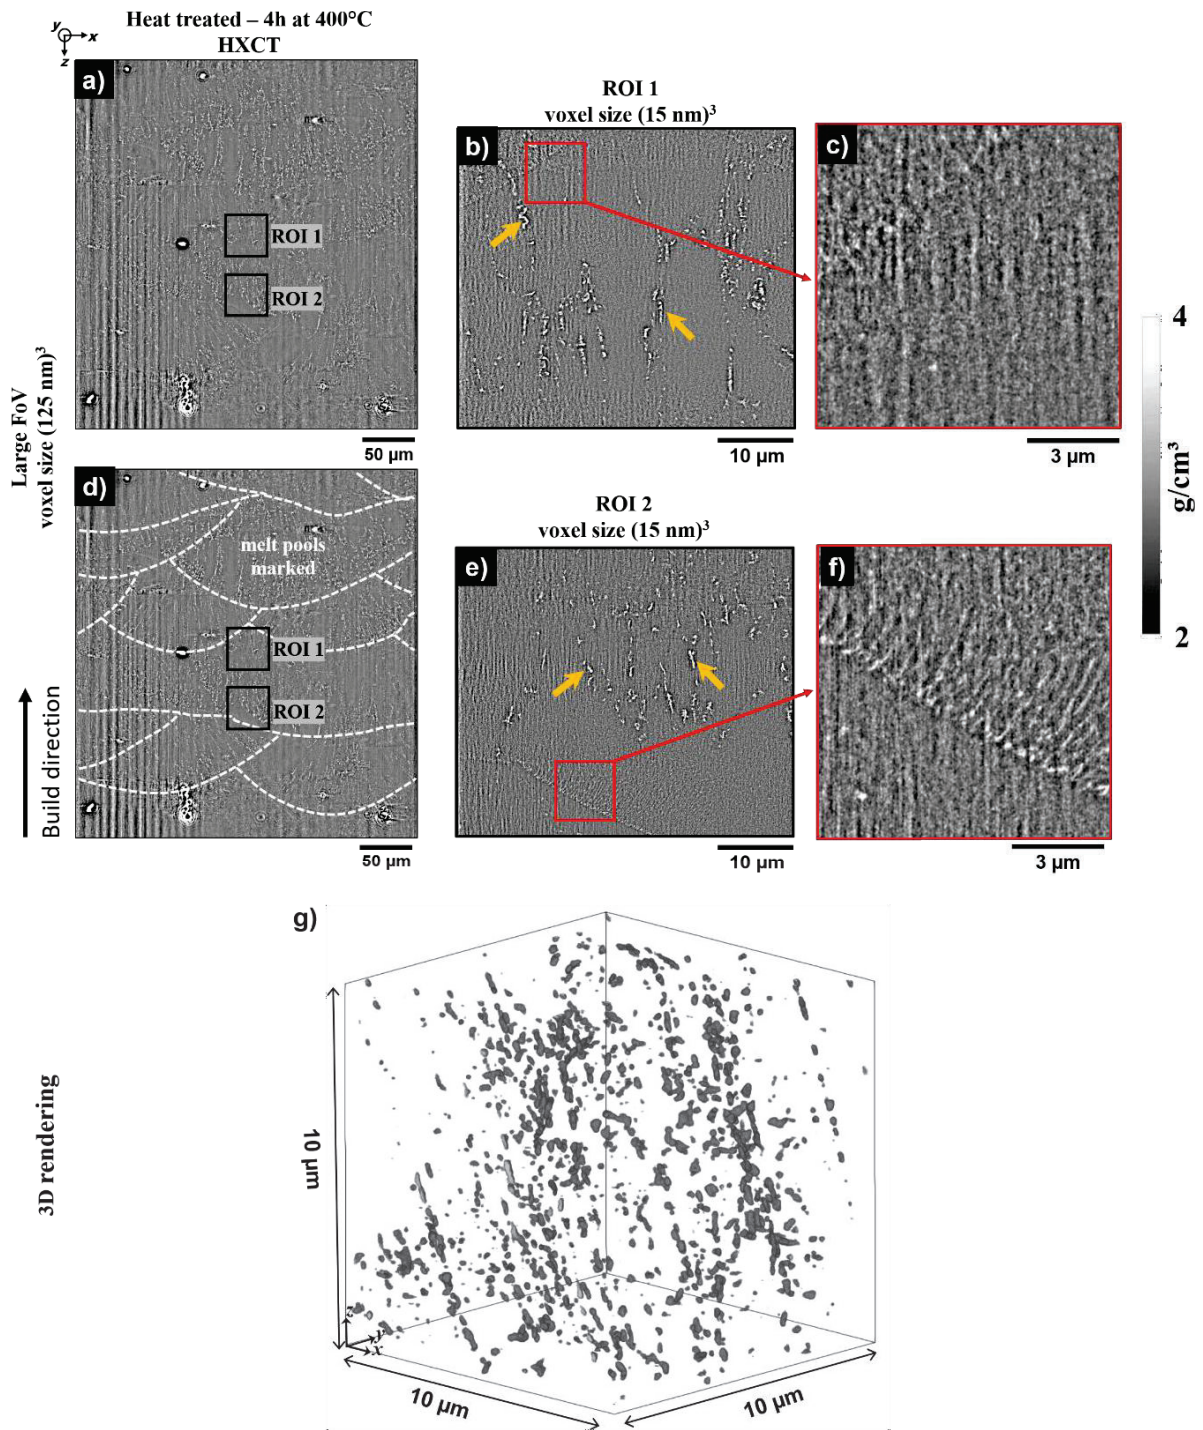 Heat treated – 4h at 400°C
HXCT
y
x
z
a)
ROI 1
ROI 2
50 µm
Large FoV
voxel size (125 nm)³
ROI 1
voxel size (15 nm)³
b)
10 µm
c)
3 µm
4
g/cm³
2
d)
melt pools
marked
ROI 1
ROI 2
50 µm
Build direction
ROI 2
voxel size (15 nm)³
e)
10 µm
f)
3 µm
3D rendering
g)
10 µm
z
y
x
10 µm
10 µm